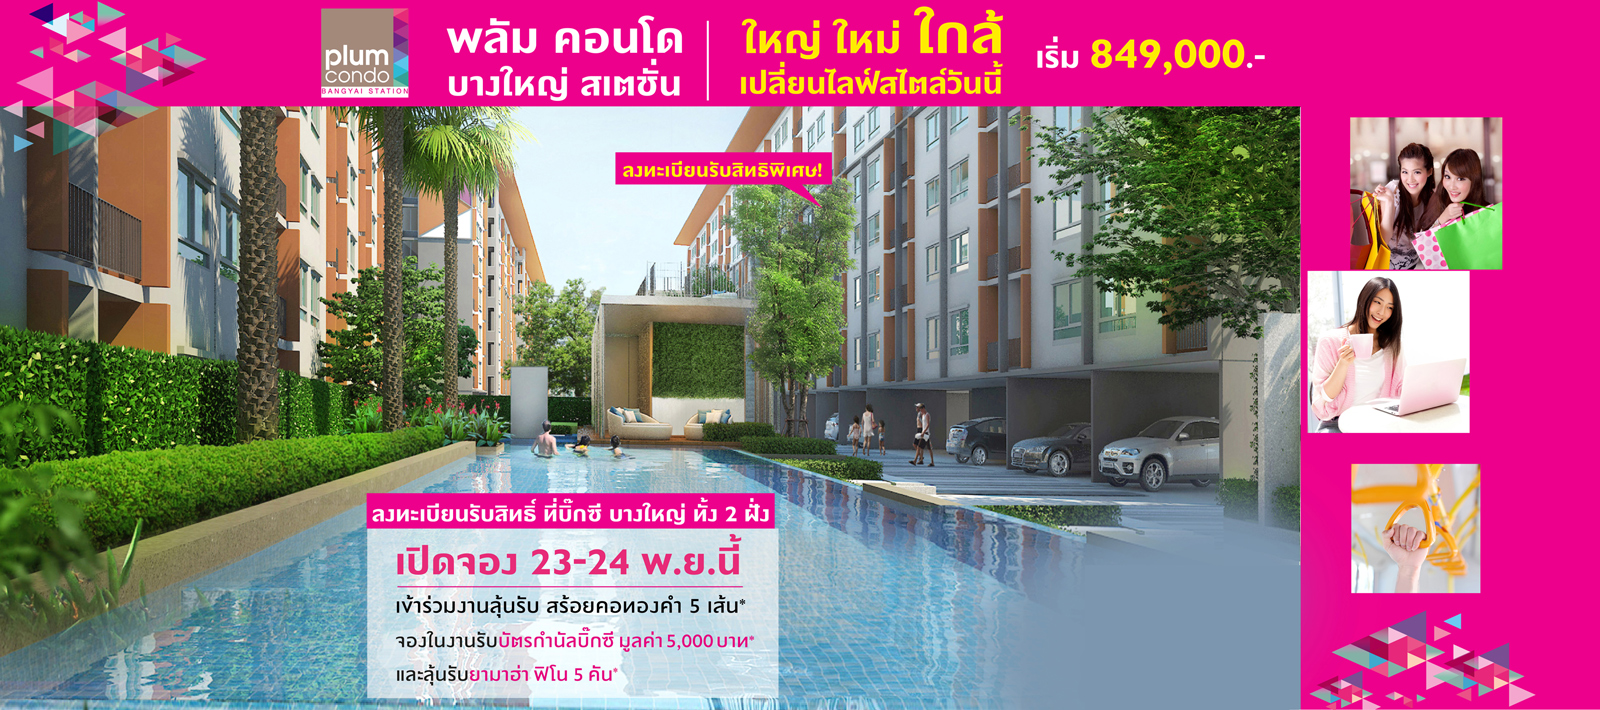 plum
condo
BANGYAI STATION
พลัม คอนโด
บางใหญ่ สเตชั่น
ใหญ่ ใหม่ ใกล้
เปลี่ยนไลฟ์สไตล์วันนี้
เริ่ม 849,000.-
ลงทะเบียนรับสิทธิพิเศษ!
ลงทะเบียนรับสิทธิ์ ที่บิ๊กซี บางใหญ่ ทั้ง 2 ฝั่ง
เปิดจอง 23-24 พ.ย.นี้
เข้าร่วมงานลุ้นรับ สร้อยคอทองคำ 5 เส้น*
จองในงานรับบัตรกำนัลบิ๊กซี มูลค่า 5,000 บาท*
และลุ้นรับยามาฮ่า ฟีโน่ 5 คัน*